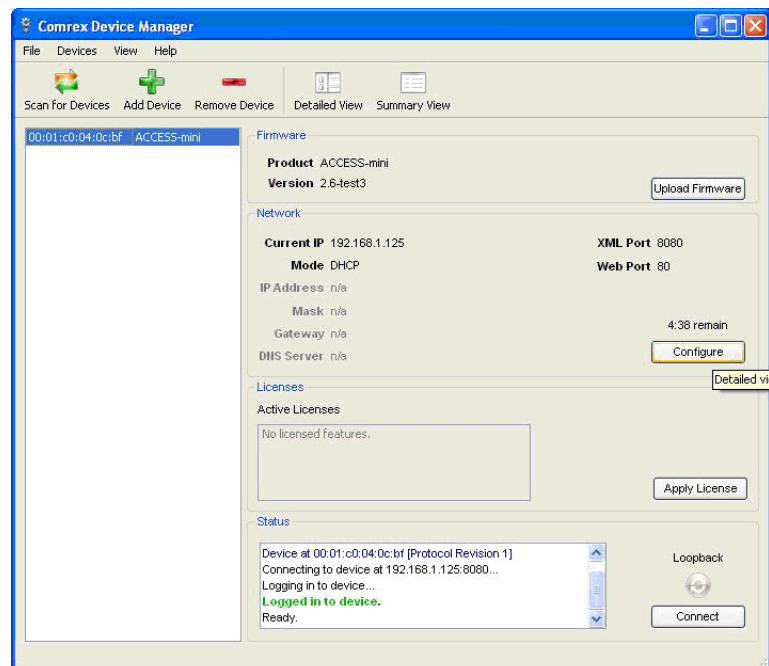 Comrex Device Manager
File Devices View Help
Scan for Devices Add Device Remove Device Detailed View Summary View
00:01:c0:04:0c:bf ACCESS-mini
Firmware
Product ACCESS-mini
Version 2.6-test3
Upload Firmware
Network
Current IP 192.168.1.125 XML Port 8080
Mode DHCP Web Port 80
IP Address n/a
Mask n/a
Gateway n/a
DNS Server n/a
4:38 remain
Configure
Detailed vi
Licenses
Active Licenses
No licensed features.
Apply License
Status
Device at 00:01:c0:04:0c:bf [Protocol Revision 1]
Connecting to device at 192.168.1.125:8080...
Logging in to device...
Logged in to device.
Ready.
Loopback
Connect